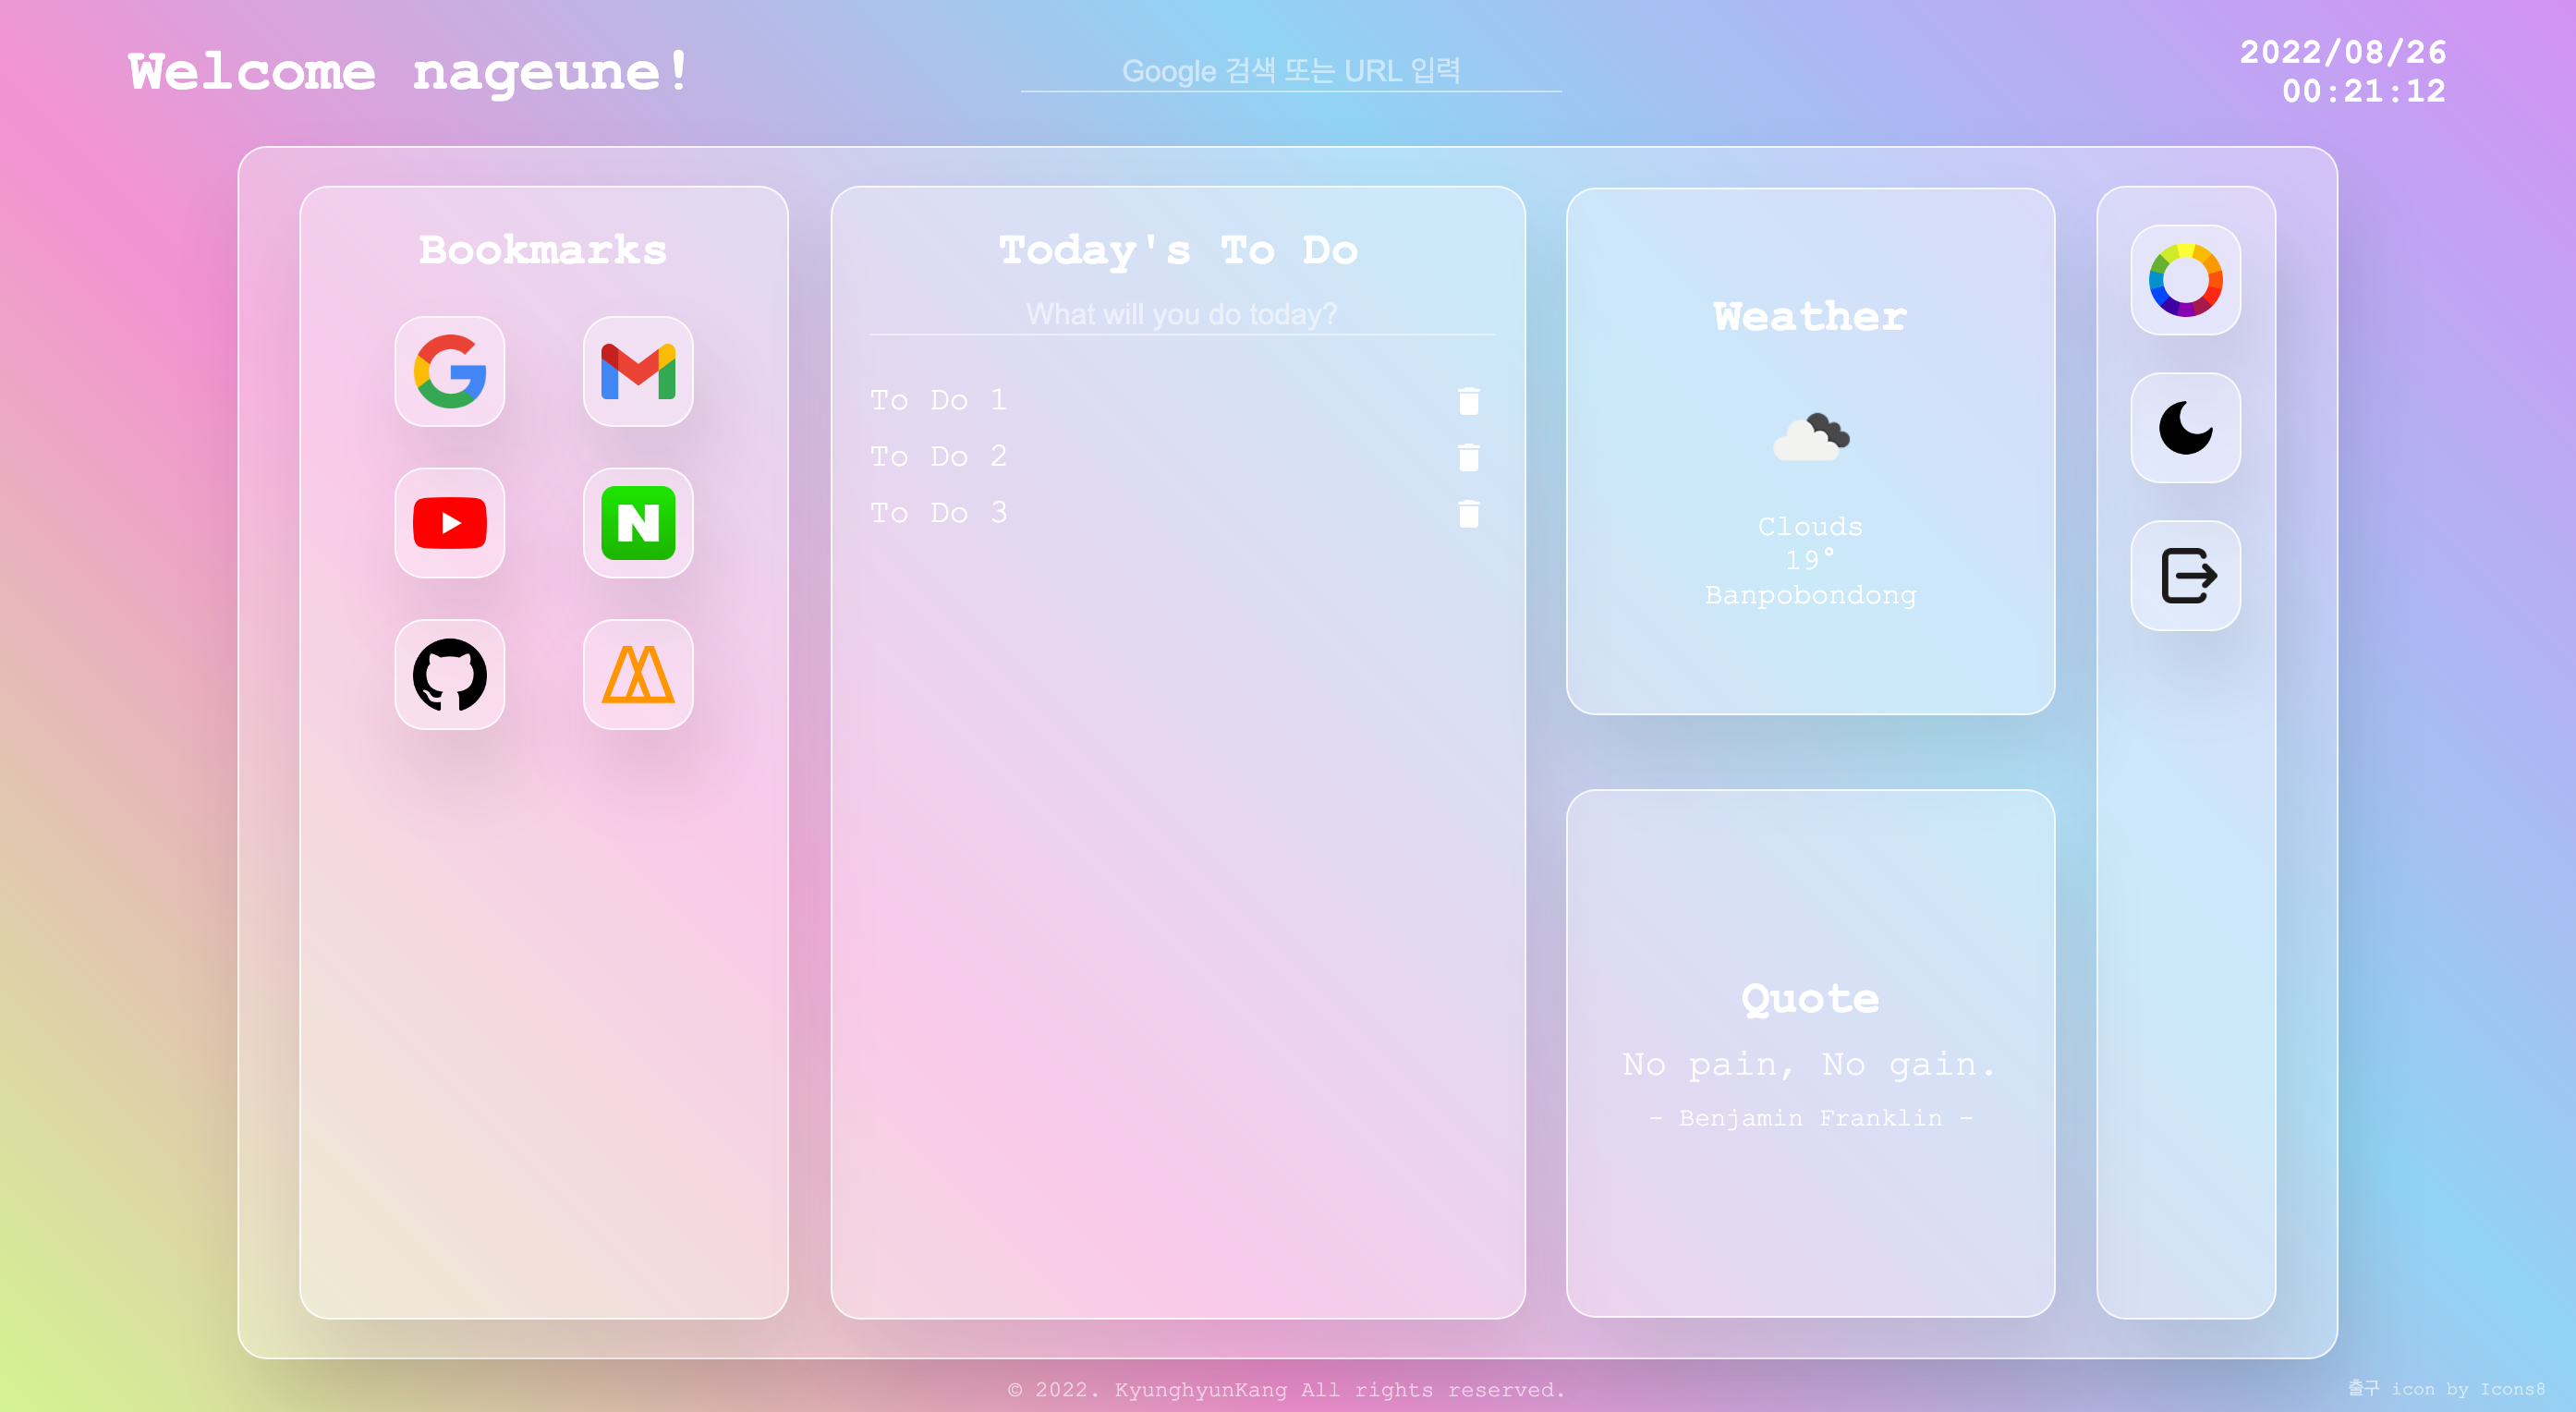 Welcome nageune!
Google 검색 또는 URL 입력
2022/08/26
00:21:12
Bookmarks
Today's To Do
What will you do today?
To Do 1
To Do 2
To Do 3
Weather
Clouds
19°
Banpobondong
Quote
No pain, No gain.
- Benjamin Franklin -
© 2022. KyunghyunKang All rights reserved.
출구 icon by Icons8